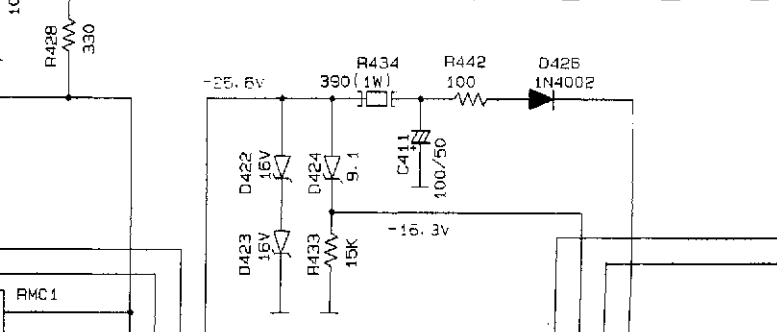 10
R428
330
R434
390(1W)
R442
100
D426
1N4002
-25.6V
D422
16V
D424
9.1
C411
100/50
-16.3V
D423
16V
R433
15K
RMC1